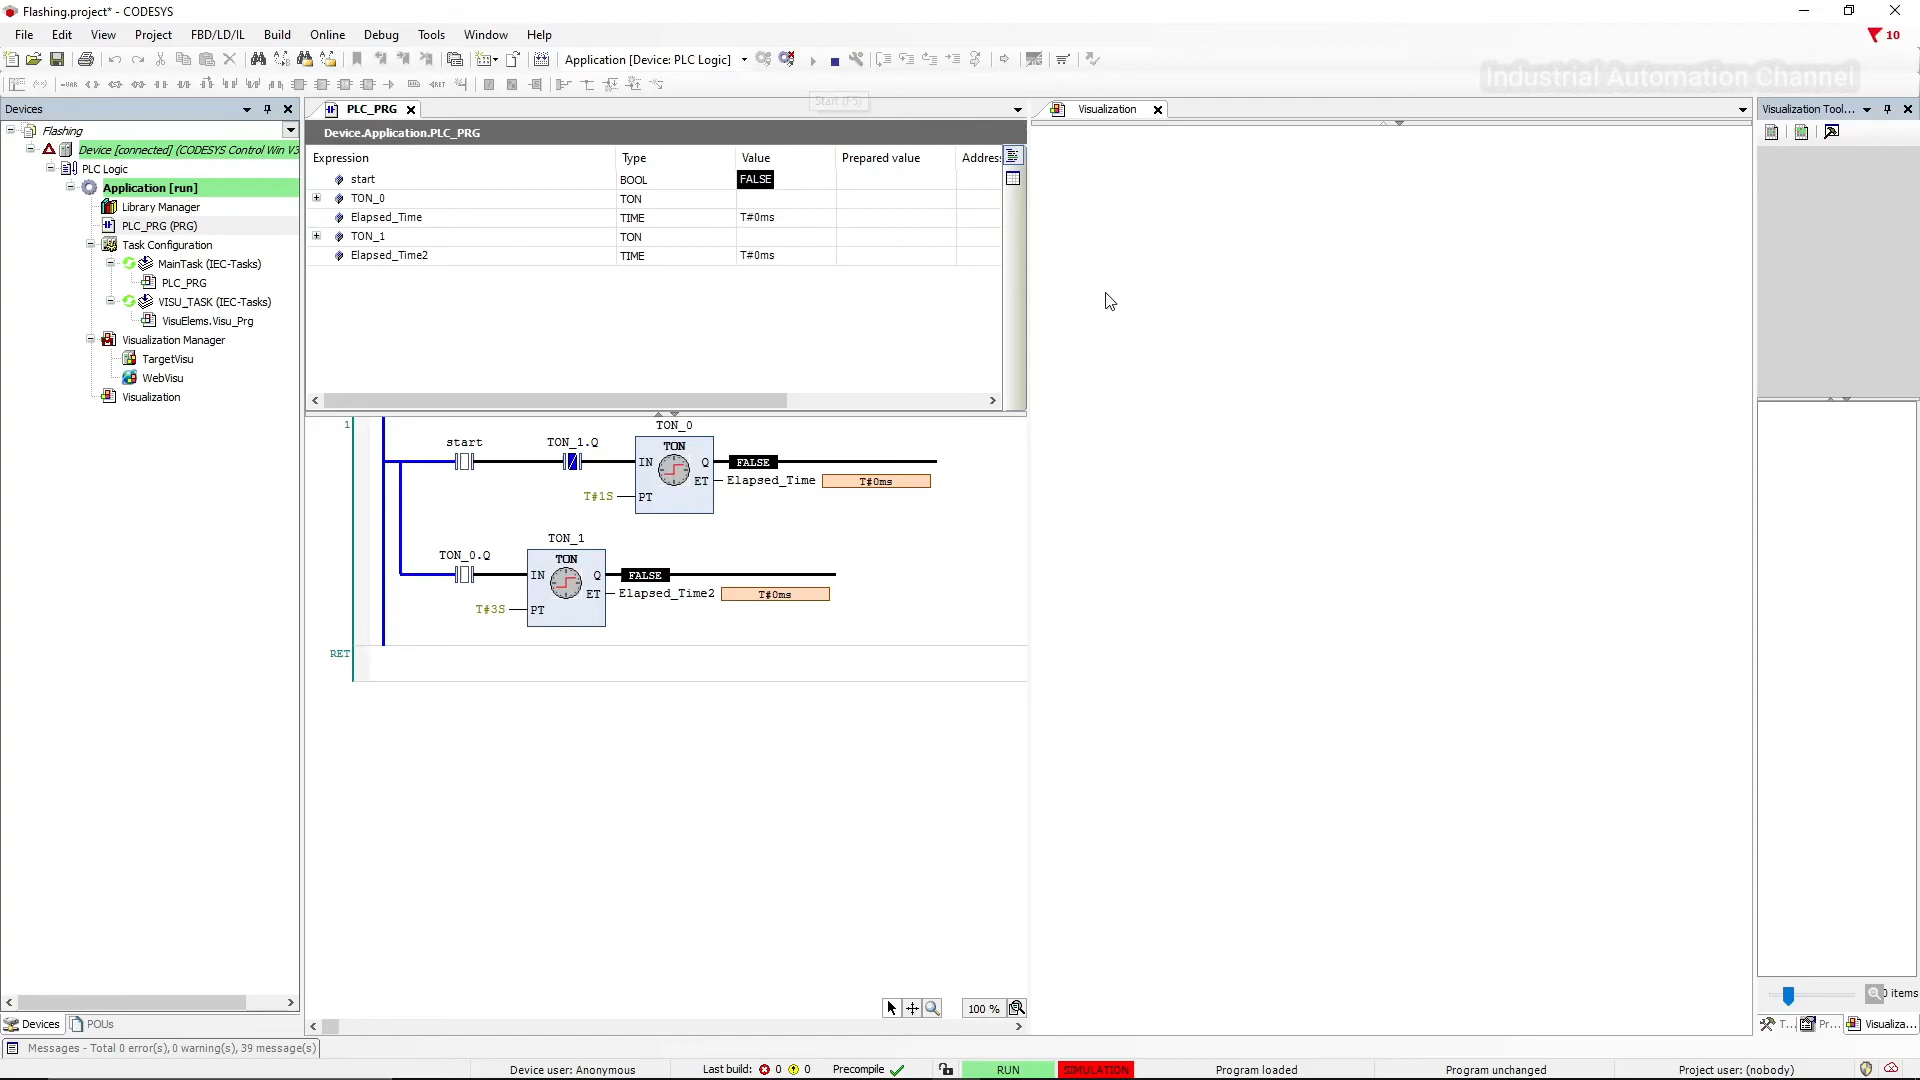 Flashing.project* - CODESYS
File Edit View Project FBD/LD/IL Build Online Debug Tools Window Help
10
Application [Device: PLC Logic]
Industrial Automation Channel
Start (F5)
Devices
Flashing
Device [connected] (CODESYS Control Win V3
PLC Logic
Application [run]
Library Manager
PLC_PRG (PRG)
Task Configuration
MainTask (IEC-Tasks)
PLC_PRG
VISU_TASK (IEC-Tasks)
VisuElems.Visu_Prg
Visualization Manager
TargetVisu
WebVisu
Visualization
Devices POUs
PLC_PRG
Device.Application.PLC_PRG
Expression Type Value Prepared value Address
start BOOL FALSE
TON_0 TON
Elapsed_Time TIME T#0ms
TON_1 TON
Elapsed_Time2 TIME T#0ms
1
TON_0
start TON_1.Q TON
IN Q FALSE
ET Elapsed_Time T#0ms
T#1S PT
TON_1
TON_0.Q TON
IN Q FALSE
ET Elapsed_Time2 T#0ms
T#3S PT
RET
100 %
Visualization
Visualization Tool...
0 items
T... Pr... Visualiza...
Messages - Total 0 error(s), 0 warning(s), 39 message(s)
Device user: Anonymous Last build: 0 0 Precompile RUN SIMULATION Program loaded Program unchanged Project user: (nobody)